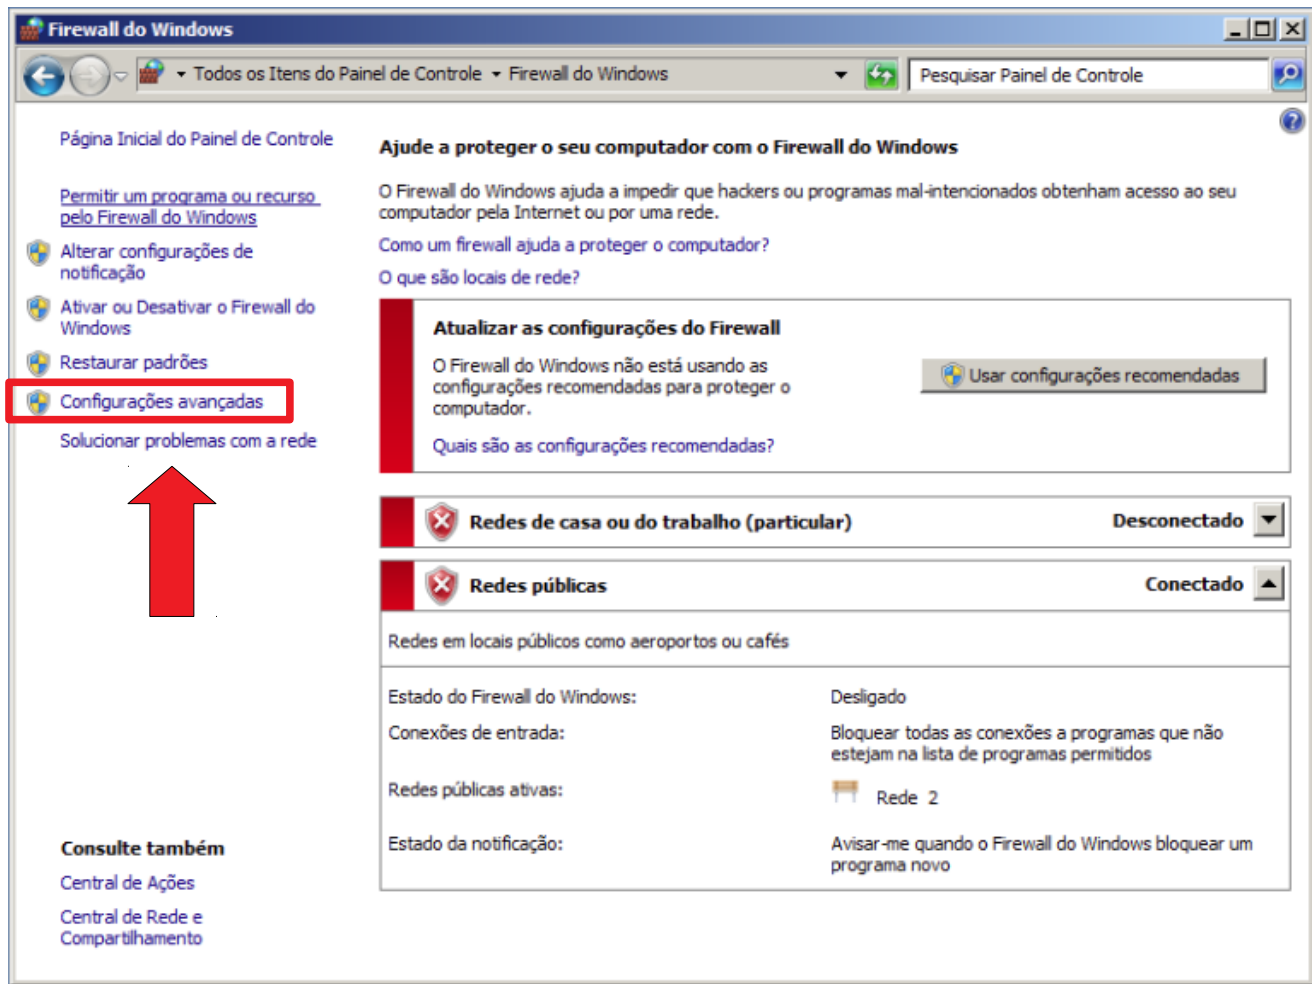 Firewall do Windows
Todos os Itens do Painel de Controle
Firewall do Windows
Pesquisar Painel de Controle
Página Inicial do Painel de Controle
Permitir um programa ou recurso
pelo Firewall do Windows
Alterar configurações de
notificação
Ativar ou Desativar o Firewall do
Windows
Restaurar padrões
Configurações avançadas
Solucionar problemas com a rede
Consulte também
Central de Ações
Central de Rede e
Compartilhamento
Ajude a proteger o seu computador com o Firewall do Windows
O Firewall do Windows ajuda a impedir que hackers ou programas mal-intencionados obtenham acesso ao seu
computador pela Internet ou por uma rede.
Como um firewall ajuda a proteger o computador?
O que são locais de rede?
Atualizar as configurações do Firewall
O Firewall do Windows não está usando as
configurações recomendadas para proteger o
computador.
Usar configurações recomendadas
Quais são as configurações recomendadas?
Redes de casa ou do trabalho (particular)
Desconectado
Redes públicas
Conectado
Redes em locais públicos como aeroportos ou cafés
Estado do Firewall do Windows:
Desligado
Conexões de entrada:
Bloquear todas as conexões a programas que não
estejam na lista de programas permitidos
Redes públicas ativas:
Rede 2
Estado da notificação:
Avisar-me quando o Firewall do Windows bloquear um
programa novo